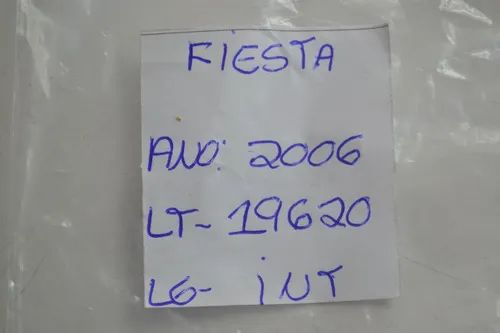 FIESTA
ANO: 2006
LT- 19620
LG- INT